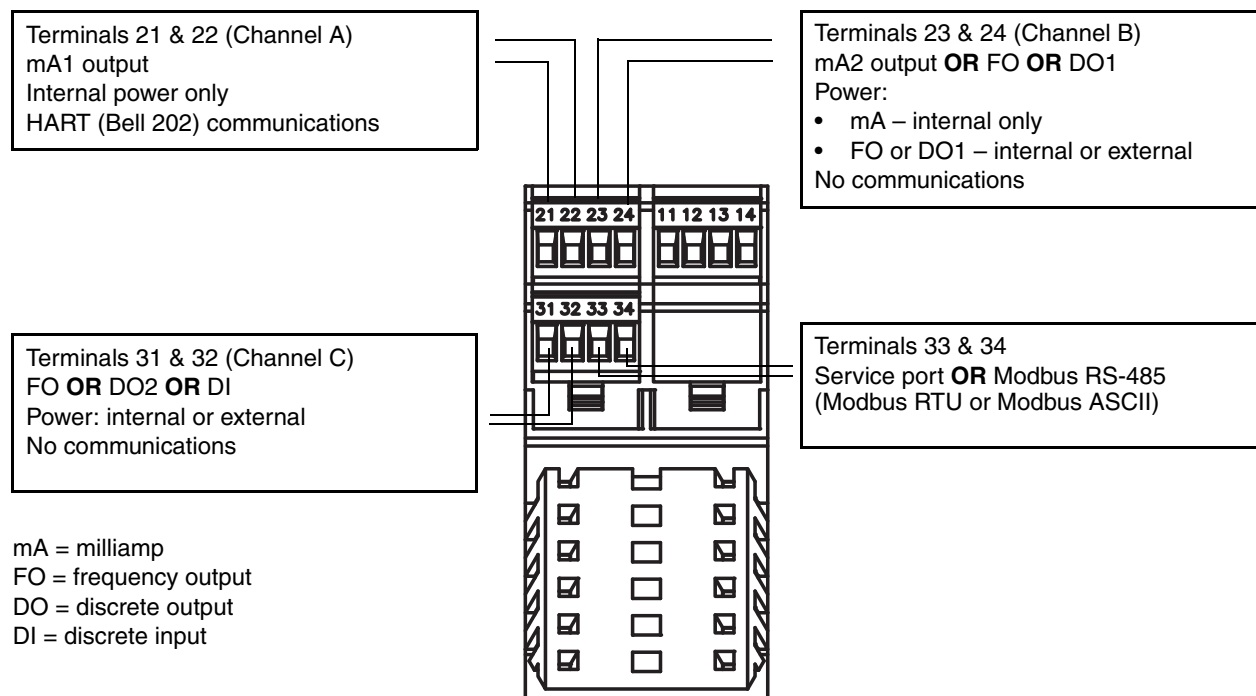 Terminals 21 & 22 (Channel A)
mA1 output
Internal power only
HART (Bell 202) communications
Terminals 23 & 24 (Channel B)
mA2 output OR FO OR DO1
Power:
• mA – internal only
• FO or DO1 – internal or external
No communications
21 22 23 24 11 12 13 14
31 32 33 34
Terminals 31 & 32 (Channel C)
FO OR DO2 OR DI
Power: internal or external
No communications
Terminals 33 & 34
Service port OR Modbus RS-485
(Modbus RTU or Modbus ASCII)
mA = milliamp
FO = frequency output
DO = discrete output
DI = discrete input